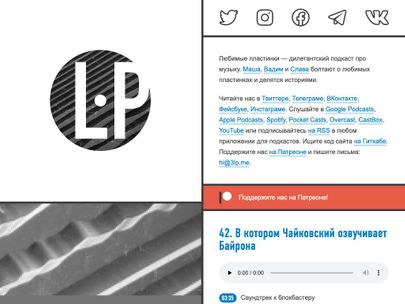 LP
Любимые пластинки — дилетантский подкаст про
музыку. Маша, Вадим и Слава болтают о любимых
пластинках и делятся историями.
Читайте нас в Твиттере, Телеграме, ВКонтакте,
Фейсбуке, Инстаграме. Слушайте в Google Podcasts,
Apple Podcasts, Spotify, Pocket Casts, Overcast, CastBox,
YouTube или подписывайтесь на RSS в любом
приложении для подкастов. Ищите код сайта на Гитхабе.
Поддержите нас на Патреоне и пишите письма:
hi@3lp.me.
Поддержите нас на Патреоне!
42. В котором Чайковский озвучивает
Байрона
0:00 / 0:00
03:35 Саундтрек к блокбастеру